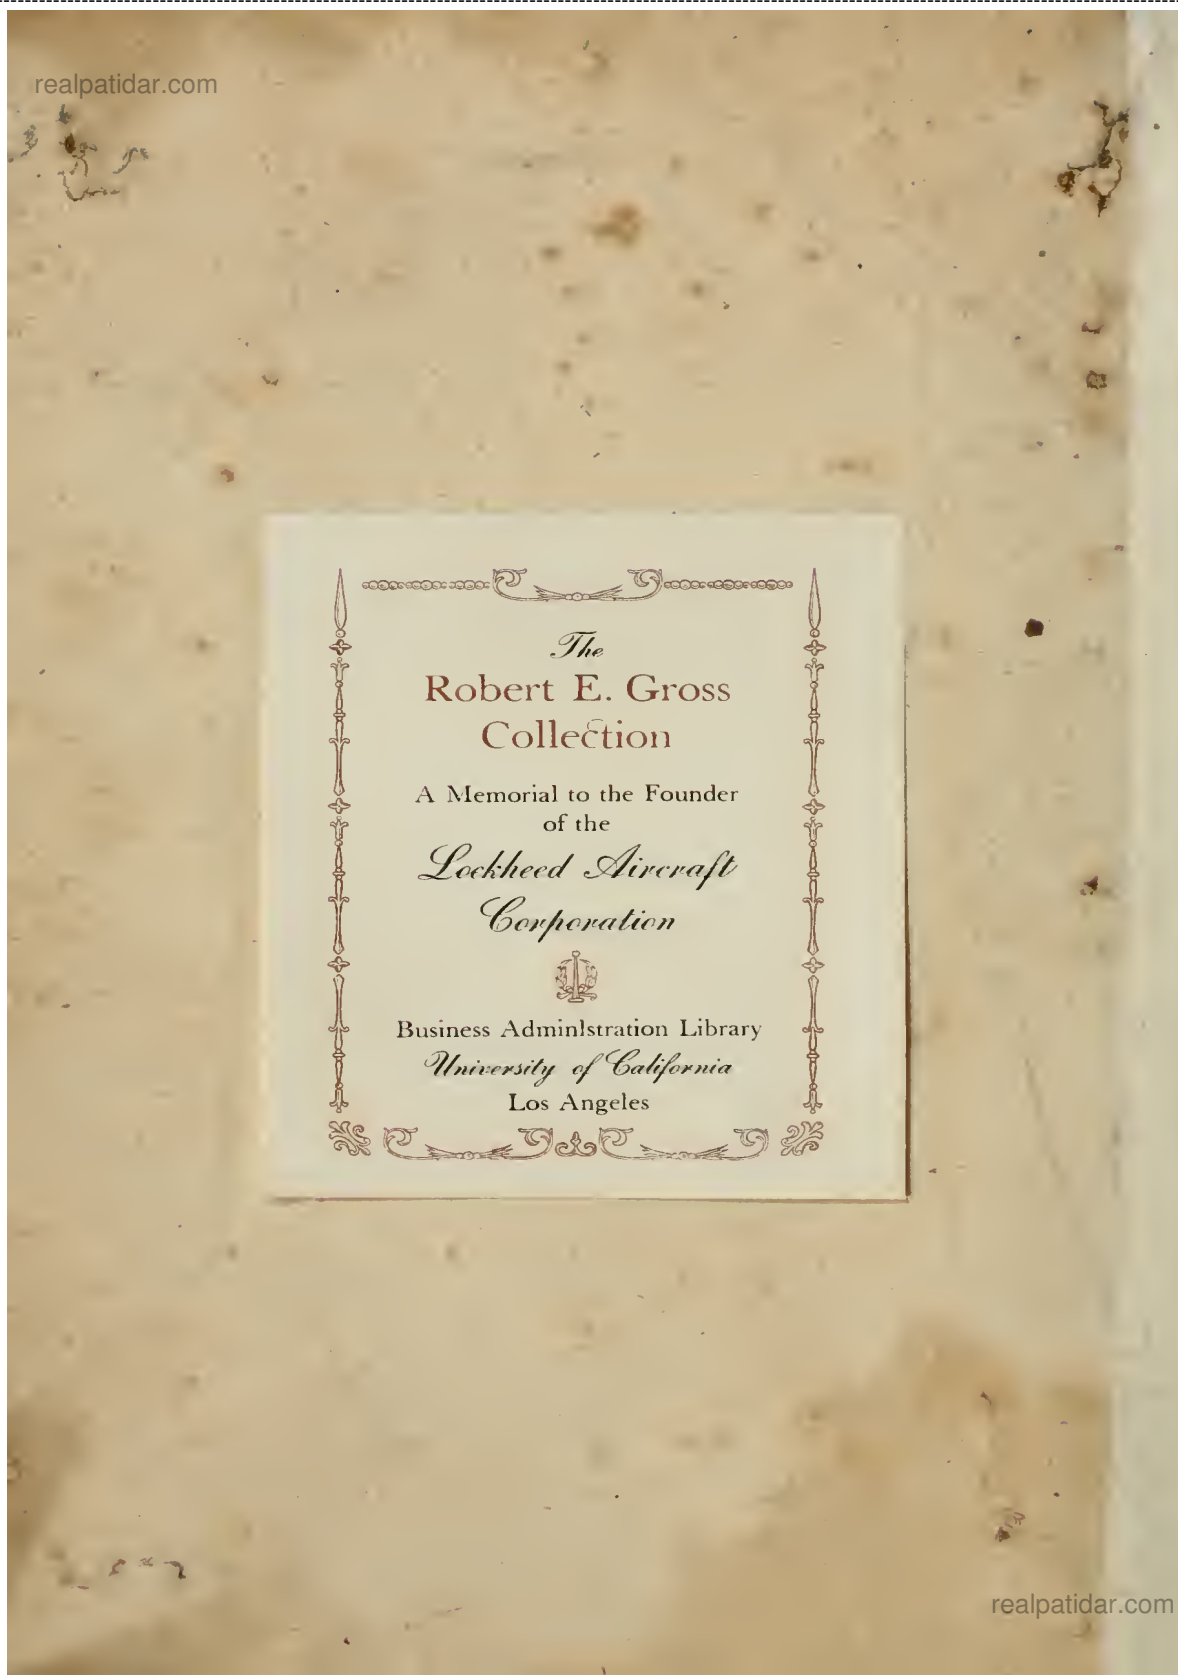 realpatidar.com
The
Robert E. Gross
Collection
A Memorial to the Founder
of the
Lockheed Aircraft
Corporation
Business Administration Library
University of California
Los Angeles
realpatidar.com